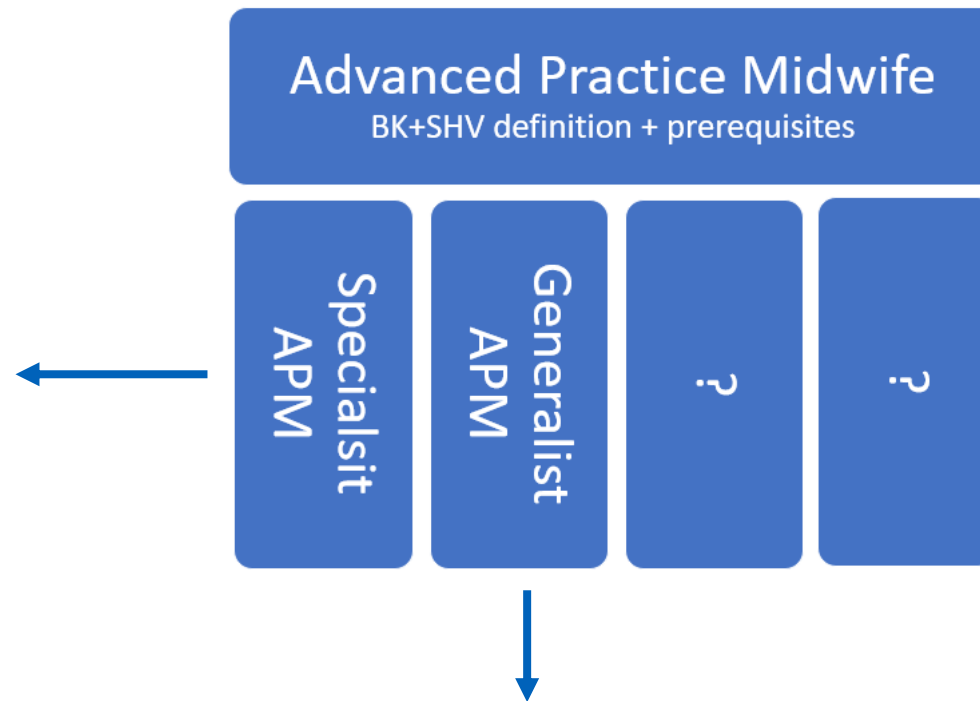 Advanced Practice Midwife
BK+SHV definition + prerequisites
Specialsit
APM
Generalist
APM
?
?